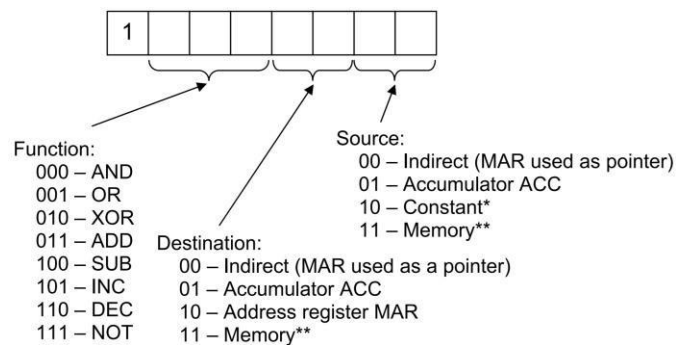 1
Function:
000 – AND
001 – OR
010 – XOR
011 – ADD
100 – SUB
101 – INC
110 – DEC
111 – NOT
Destination:
00 – Indirect (MAR used as a pointer)
01 – Accumulator ACC
10 – Address register MAR
11 – Memory**
Source:
00 – Indirect (MAR used as pointer)
01 – Accumulator ACC
10 – Constant*
11 – Memory**